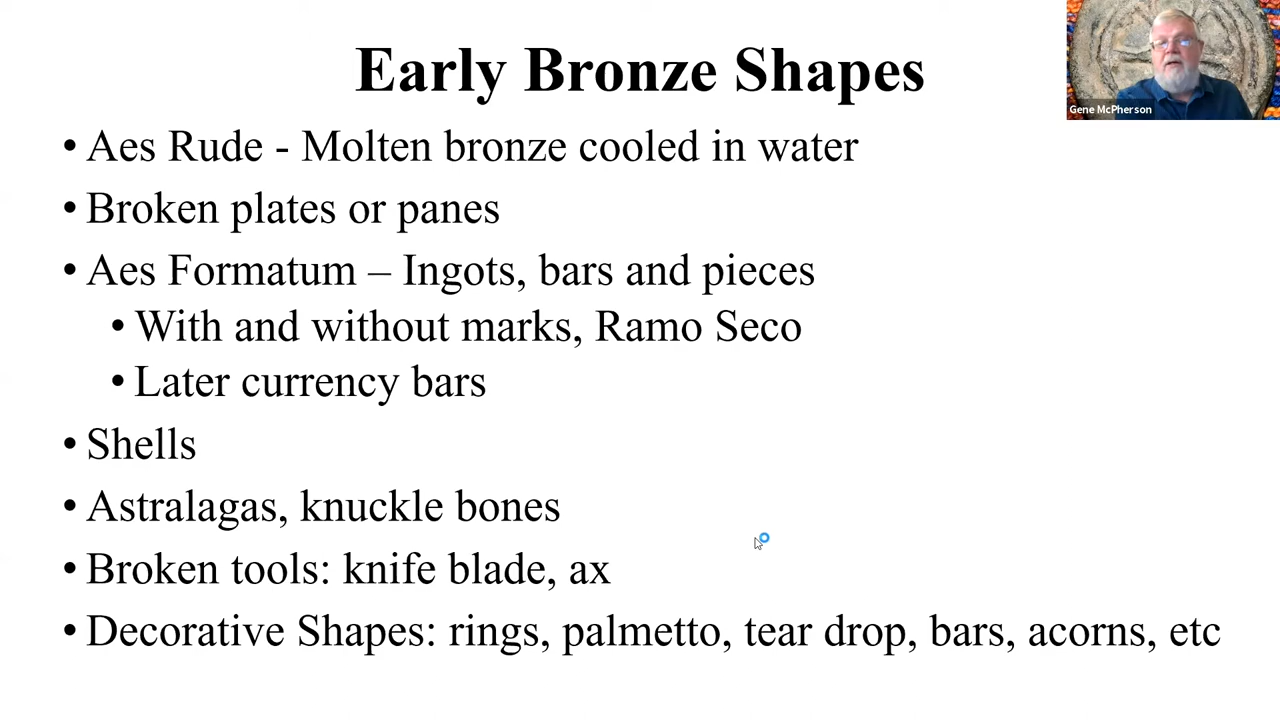 Early Bronze Shapes
Gene McPherson
• Aes Rude - Molten bronze cooled in water
• Broken plates or panes
• Aes Formatum – Ingots, bars and pieces
• With and without marks, Ramo Seco
• Later currency bars
• Shells
• Astralagas, knuckle bones
• Broken tools: knife blade, ax
• Decorative Shapes: rings, palmetto, tear drop, bars, acorns, etc